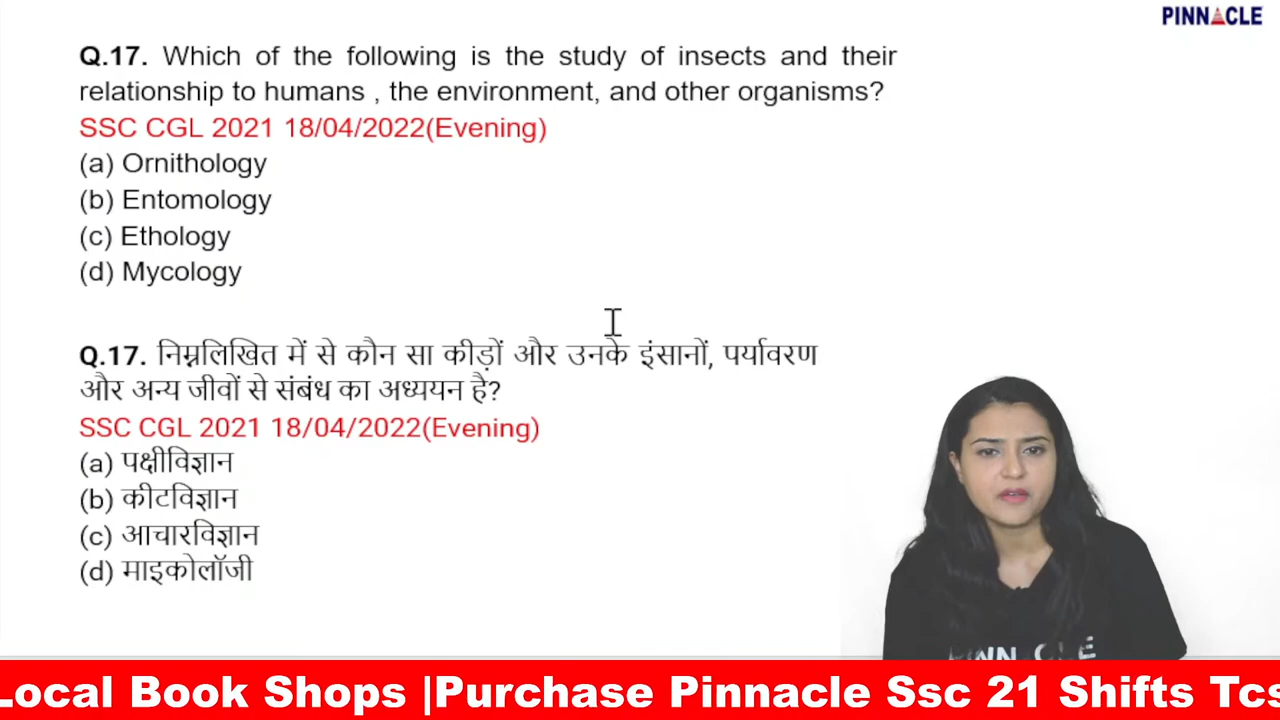 PINNACLE
Q.17. Which of the following is the study of insects and their
relationship to humans , the environment, and other organisms?
SSC CGL 2021 18/04/2022(Evening)
(a) Ornithology
(b) Entomology
(c) Ethology
(d) Mycology
Q.17. निम्नलिखित में से कौन सा कीड़ों और उनके इंसानों, पर्यावरण
और अन्य जीवों से संबंध का अध्ययन है?
SSC CGL 2021 18/04/2022(Evening)
(a) पक्षीविज्ञान
(b) कीटविज्ञान
(c) आचारविज्ञान
(d) माइकोलॉजी
PINNACLE
Local Book Shops |Purchase Pinnacle Ssc 21 Shifts Tcs